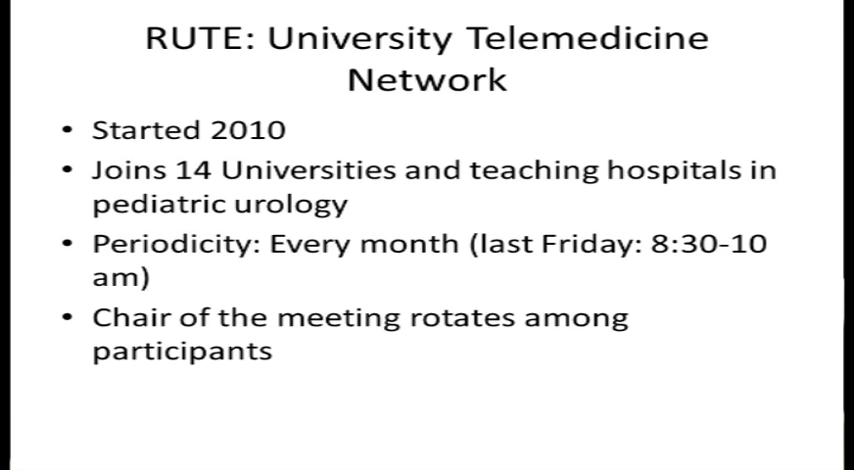 RUTE: University Telemedicine
Network
• Started 2010
• Joins 14 Universities and teaching hospitals in
pediatric urology
• Periodicity: Every month (last Friday: 8:30-10
am)
• Chair of the meeting rotates among
participants